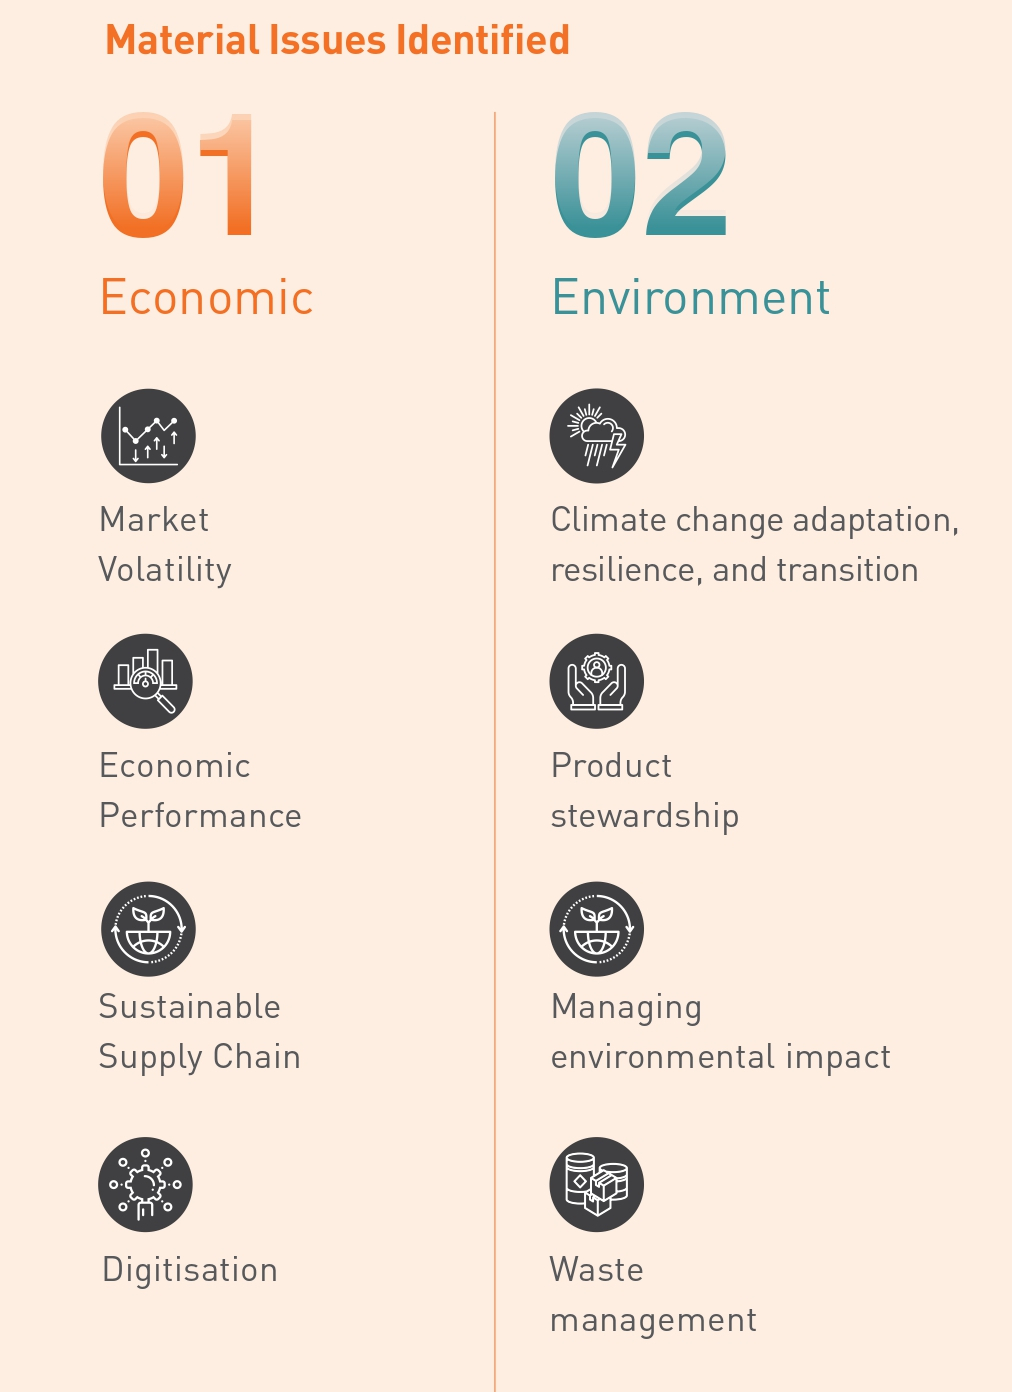 Material Issues Identified
01
Economic
Market
Volatility
Economic
Performance
Sustainable
Supply Chain
Digitisation
02
Environment
Climate change adaptation,
resilience, and transition
Product
stewardship
Managing
environmental impact
Waste
management